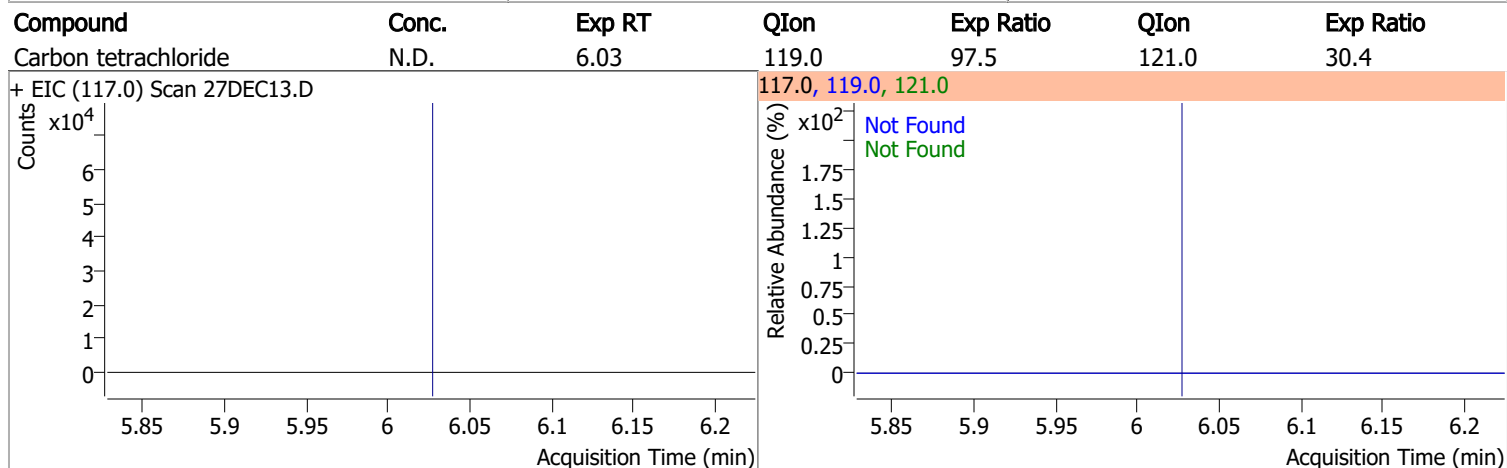 Compound Conc. Exp RT QIon Exp Ratio QIon Exp Ratio
Carbon tetrachloride N.D. 6.03 119.0 97.5 121.0 30.4
+ EIC (117.0) Scan 27DEC13.D
Counts
x10⁴
6
5
4
3
2
1
0
5.85 5.9 5.95 6 6.05 6.1 6.15 6.2
Acquisition Time (min)
117.0, 119.0, 121.0
Relative Abundance (%)
x10²
Not Found
Not Found
1.75
1.5
1.25
1
0.75
0.5
0.25
0
5.85 5.9 5.95 6 6.05 6.1 6.15 6.2
Acquisition Time (min)